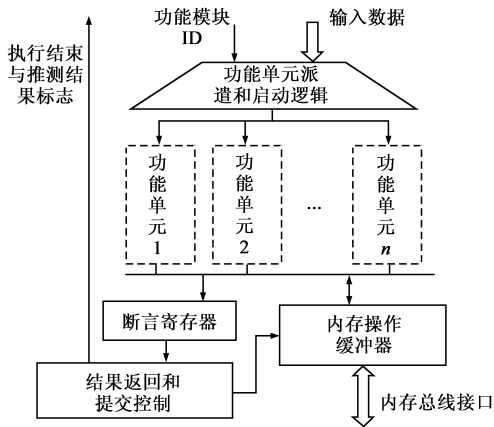 功能模块
ID
输入数据
执行结束
与推测结
果标志
功能单元派
遣和启动逻辑
功能单元1
功能单元2
...
功能单元n
断言寄存器
内存操作
缓冲器
结果返回和
提交控制
内存总线接口